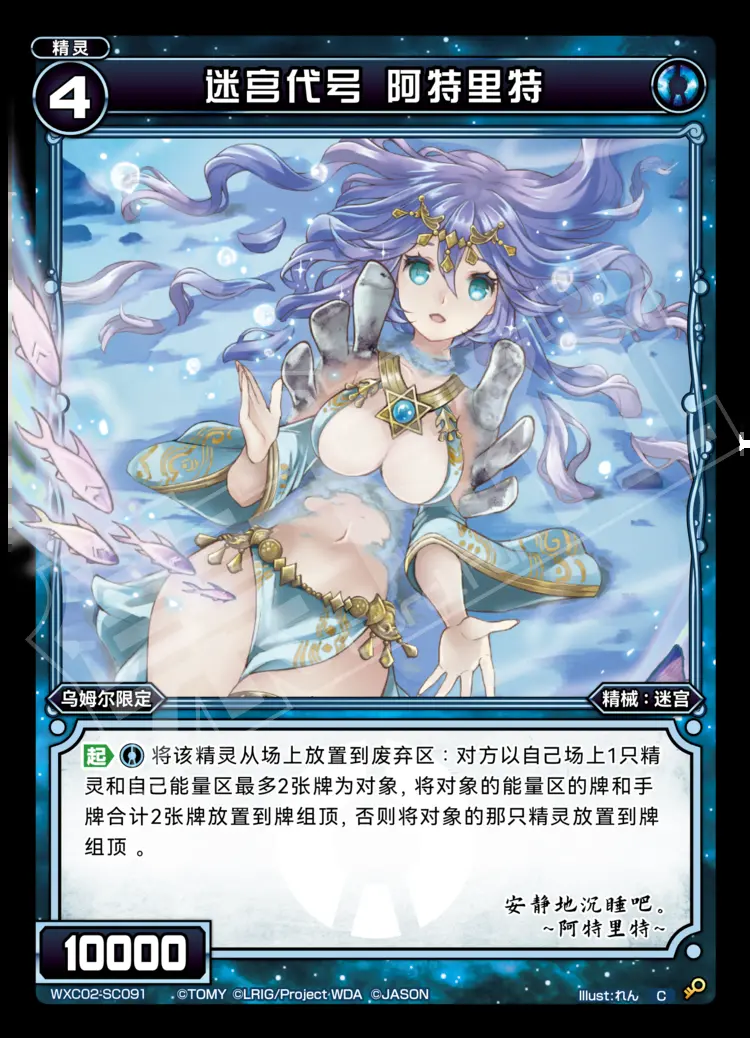 精灵
4
迷宫代号 阿特里特
乌姆尔限定
精械：迷宫
起 将该精灵从场上放置到废弃区：对方以自己场上1只精
灵和自己能量区最多2张牌为对象，将对象的能量区的牌和手
牌合计2张牌放置到牌组顶，否则将对象的那只精灵放置到牌
组顶 。
安静地沉睡吧。
~阿特里特~
10000
WXC02-SC091 ©TOMY ©LRIG/Project WDA ©JASON Illust:れん C